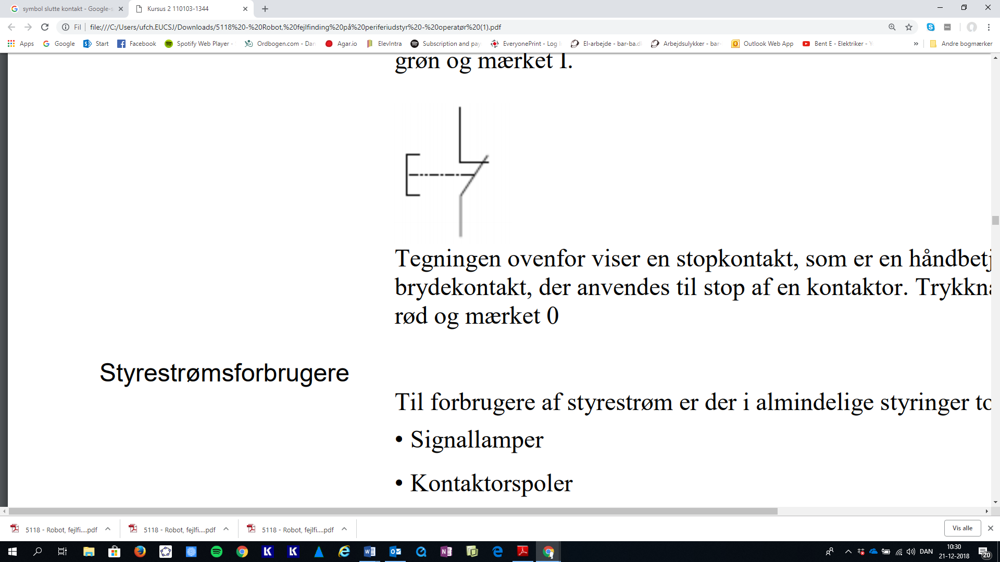 symbol slutte kontakt - Google-s
Kursus 2 110103-1344
Fil
file:///C:/Users/ufch.EUCSJ/Downloads/5118%20-%20Robot,%20fejlfinding%20på%20periferiudstyr%20-%20operatør%20(1).pdf
Apps
Google
Start
Facebook
Spotify Web Player -
Ordbogen.com - Dan
Agar.io
ElevIntra
Subscription and pay
EveryonePrint - Log I
El-arbejde - bar-ba.d
Arbejdsulykker - bar-
Outlook Web App
Bent E - Elektriker - Y
»
Andre bogmærker
grøn og mærket I.
Tegningen ovenfor viser en stopkontakt, som er en håndbetj
brydekontakt, der anvendes til stop af en kontaktor. Trykkna
rød og mærket 0
Styrestrømsforbrugere
Til forbrugere af styrestrøm er der i almindelige styringer to
• Signallamper
• Kontaktorspoler
5118 - Robot, fejlfi....pdf
5118 - Robot, fejlfi....pdf
5118 - Robot, fejlfi....pdf
Vis alle
DAN
10:30
21-12-2018
20